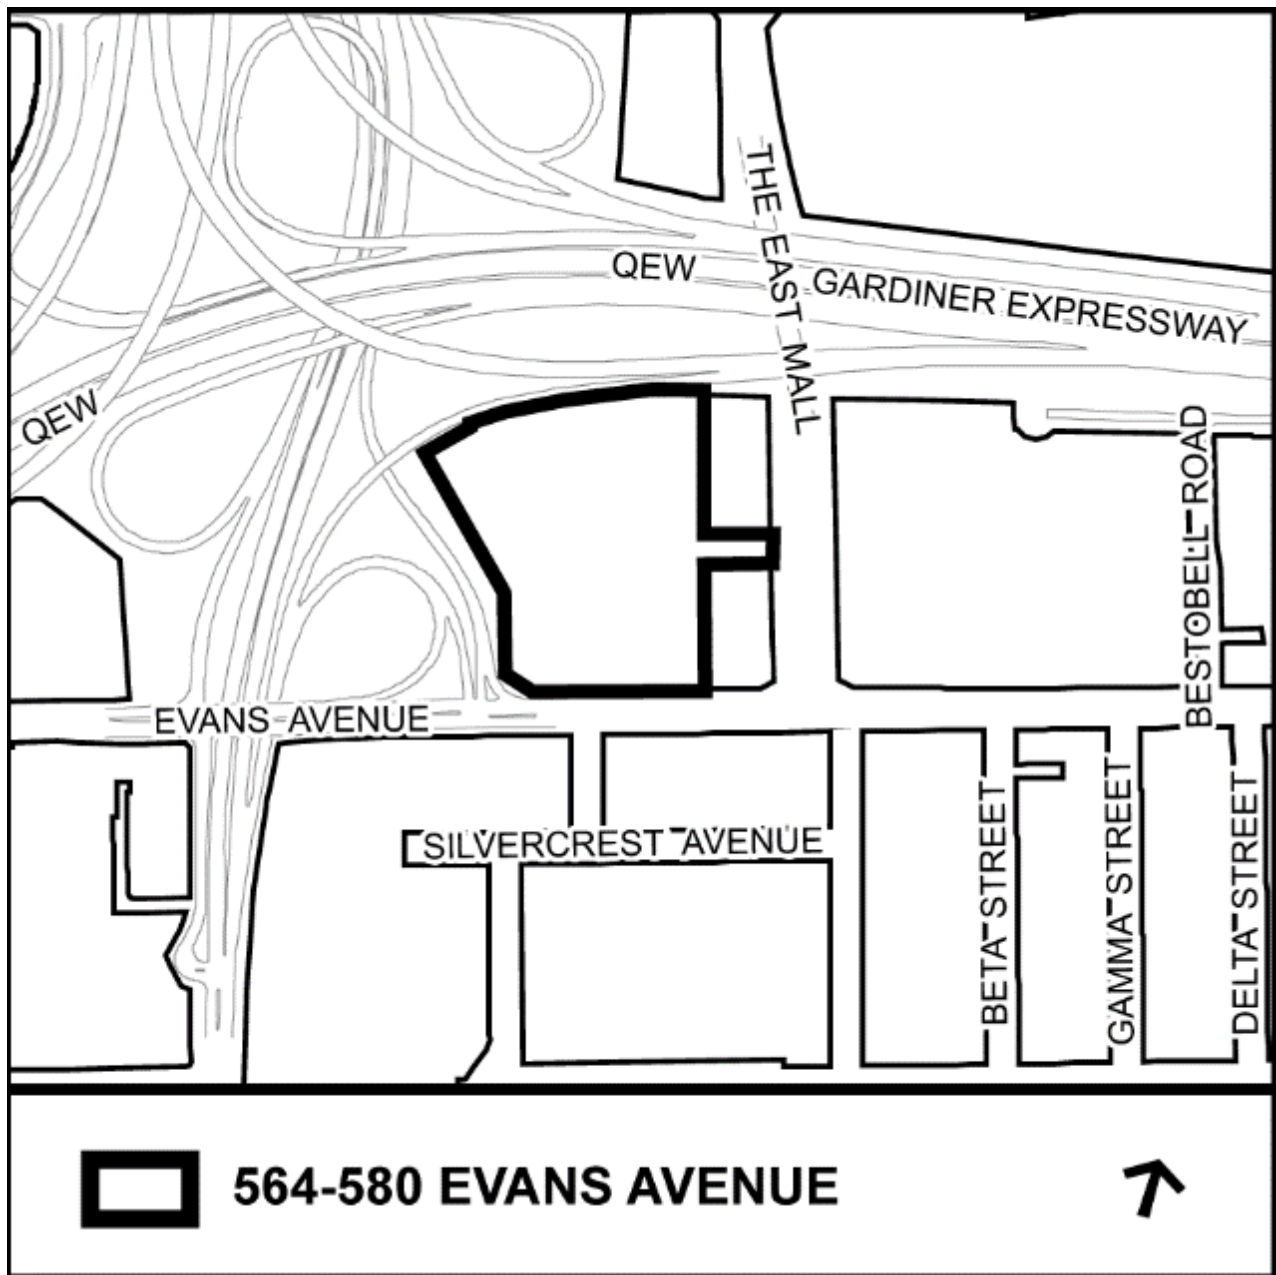 THE EAST MALL
QEW
GARDINER EXPRESSWAY
QEW
BESTOBELL ROAD
EVANS AVENUE
SILVERCREST AVENUE
BETA STREET
GAMMA STREET
DELTA STREET
564-580 EVANS AVENUE